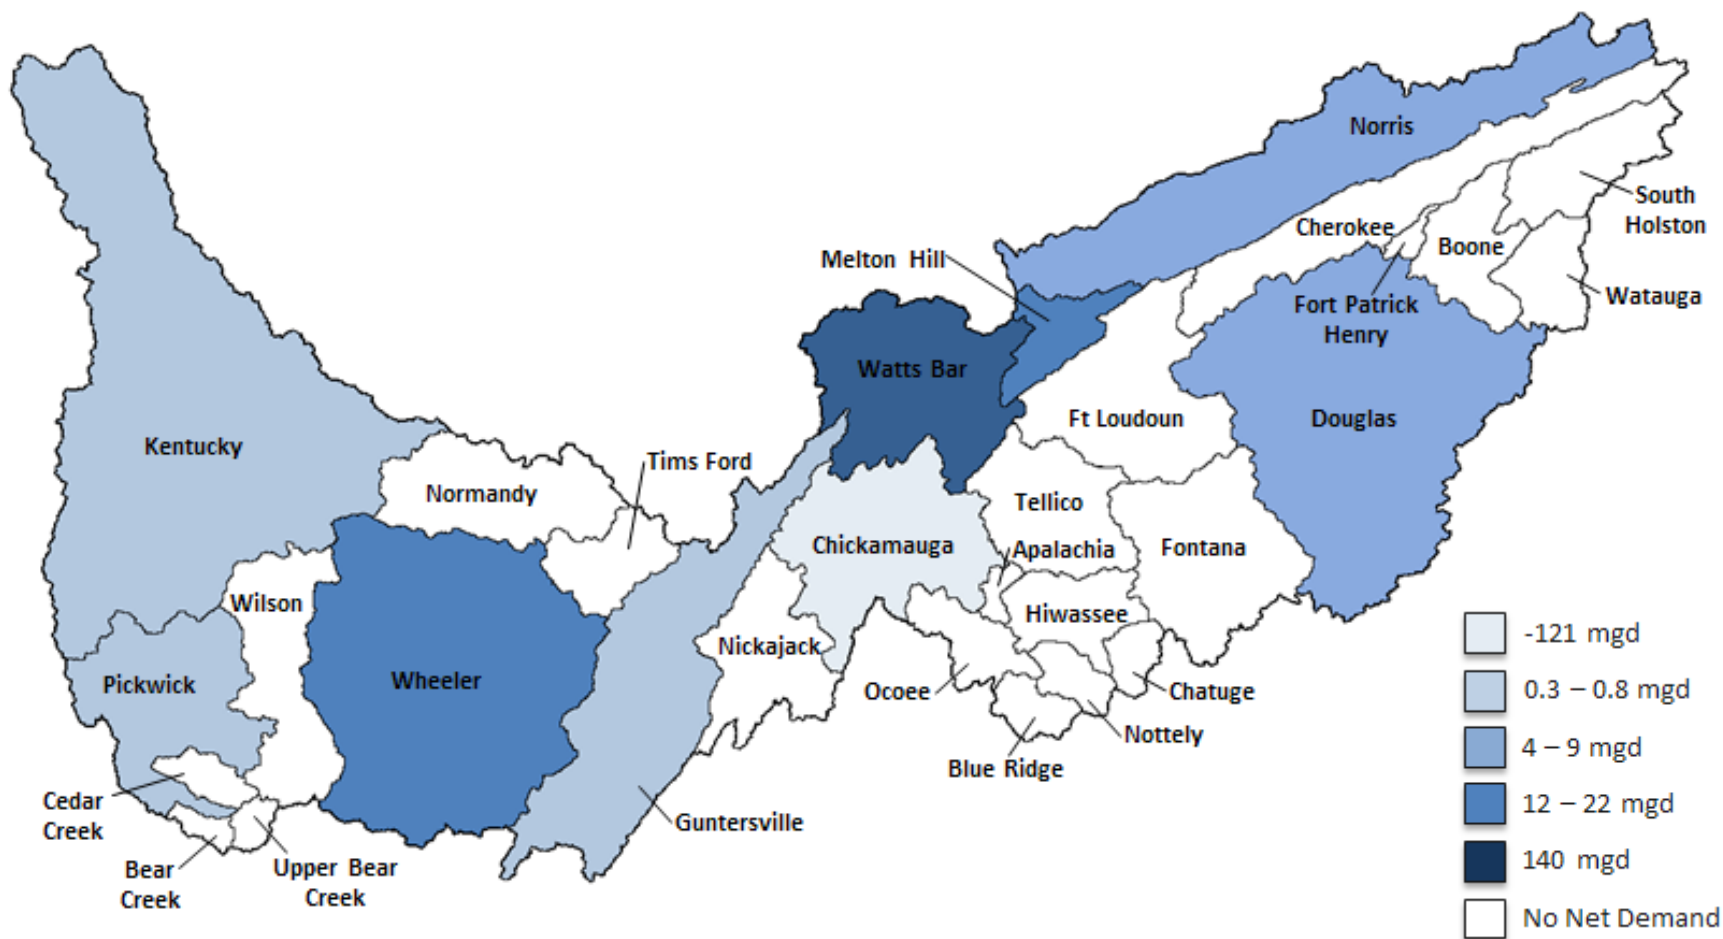 Norris
South
Holston
Cherokee
Boone
Melton Hill
Fort Patrick
Henry
Watauga
Watts Bar
Ft Loudoun
Douglas
Kentucky
Tims Ford
Normandy
Tellico
Chickamauga
Apalachia
Fontana
Wilson
Hiwassee
Nickajack
Pickwick
Wheeler
Ocoee
Chatuge
Nottely
Blue Ridge
Cedar
Creek
Guntersville
Bear
Creek
Upper Bear
Creek
-121 mgd
0.3 – 0.8 mgd
4 – 9 mgd
12 – 22 mgd
140 mgd
No Net Demand